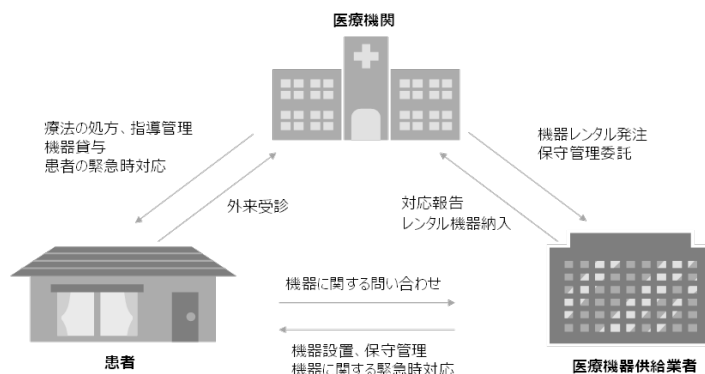 医療機関
療法の処方、指導管理
機器貸与
患者の緊急時対応
外来受診
機器レンタル発注
保守管理委託
対応報告
レンタル機器納入
機器に関する問い合わせ
機器設置、保守管理
機器に関する緊急時対応
患者
医療機器供給業者